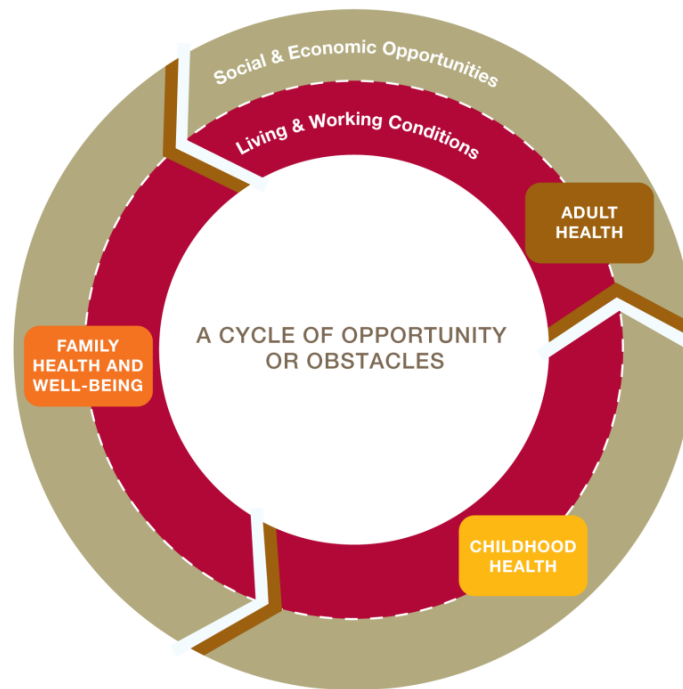 Social & Economic Opportunities
Living & Working Conditions
ADULT
HEALTH
A CYCLE OF OPPORTUNITY
OR OBSTACLES
FAMILY
HEALTH AND
WELL-BEING
CHILDHOOD
HEALTH